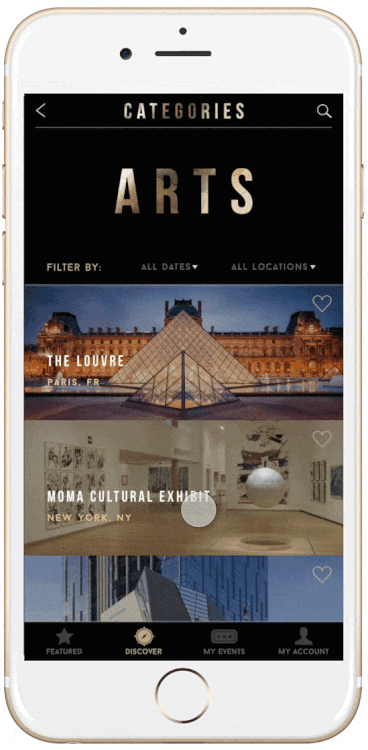 CATEGORIES
ARTS
FILTER BY: ALL DATES ALL LOCATIONS
THE LOUVRE
PARIS, FR
MOMA CULTURAL EXHIBIT
NEW YORK, NY
FEATURED DISCOVER MY EVENTS MY ACCOUNT